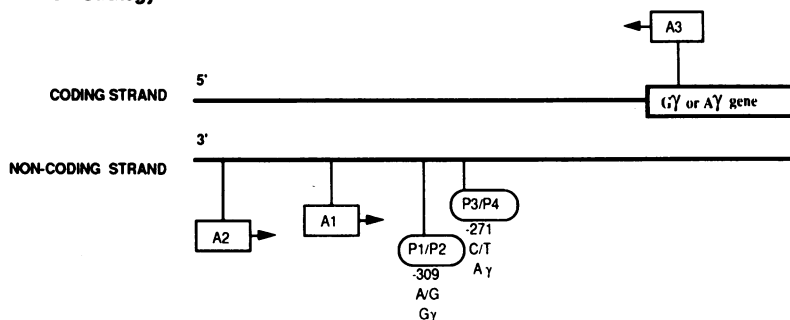 A3
5'
CODING STRAND
Gγ or Aγ gene
3'
NON-CODING STRAND
A2
A1
P1/P2
-309
A/G
Gγ
P3/P4
-271
C/T
A γ